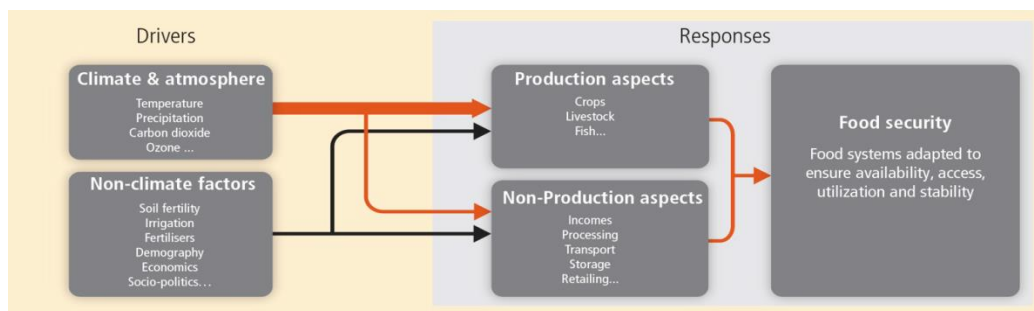 Drivers
Responses
Climate & atmosphere
Temperature
Precipitation
Carbon dioxide
Ozone ...
Non-climate factors
Soil fertility
Irrigation
Fertilisers
Demography
Economics
Socio-politics...
Production aspects
Crops
Livestock
Fish...
Non-Production aspects
Incomes
Processing
Transport
Storage
Retailing...
Food security
Food systems adapted to
ensure availability, access,
utilization and stability